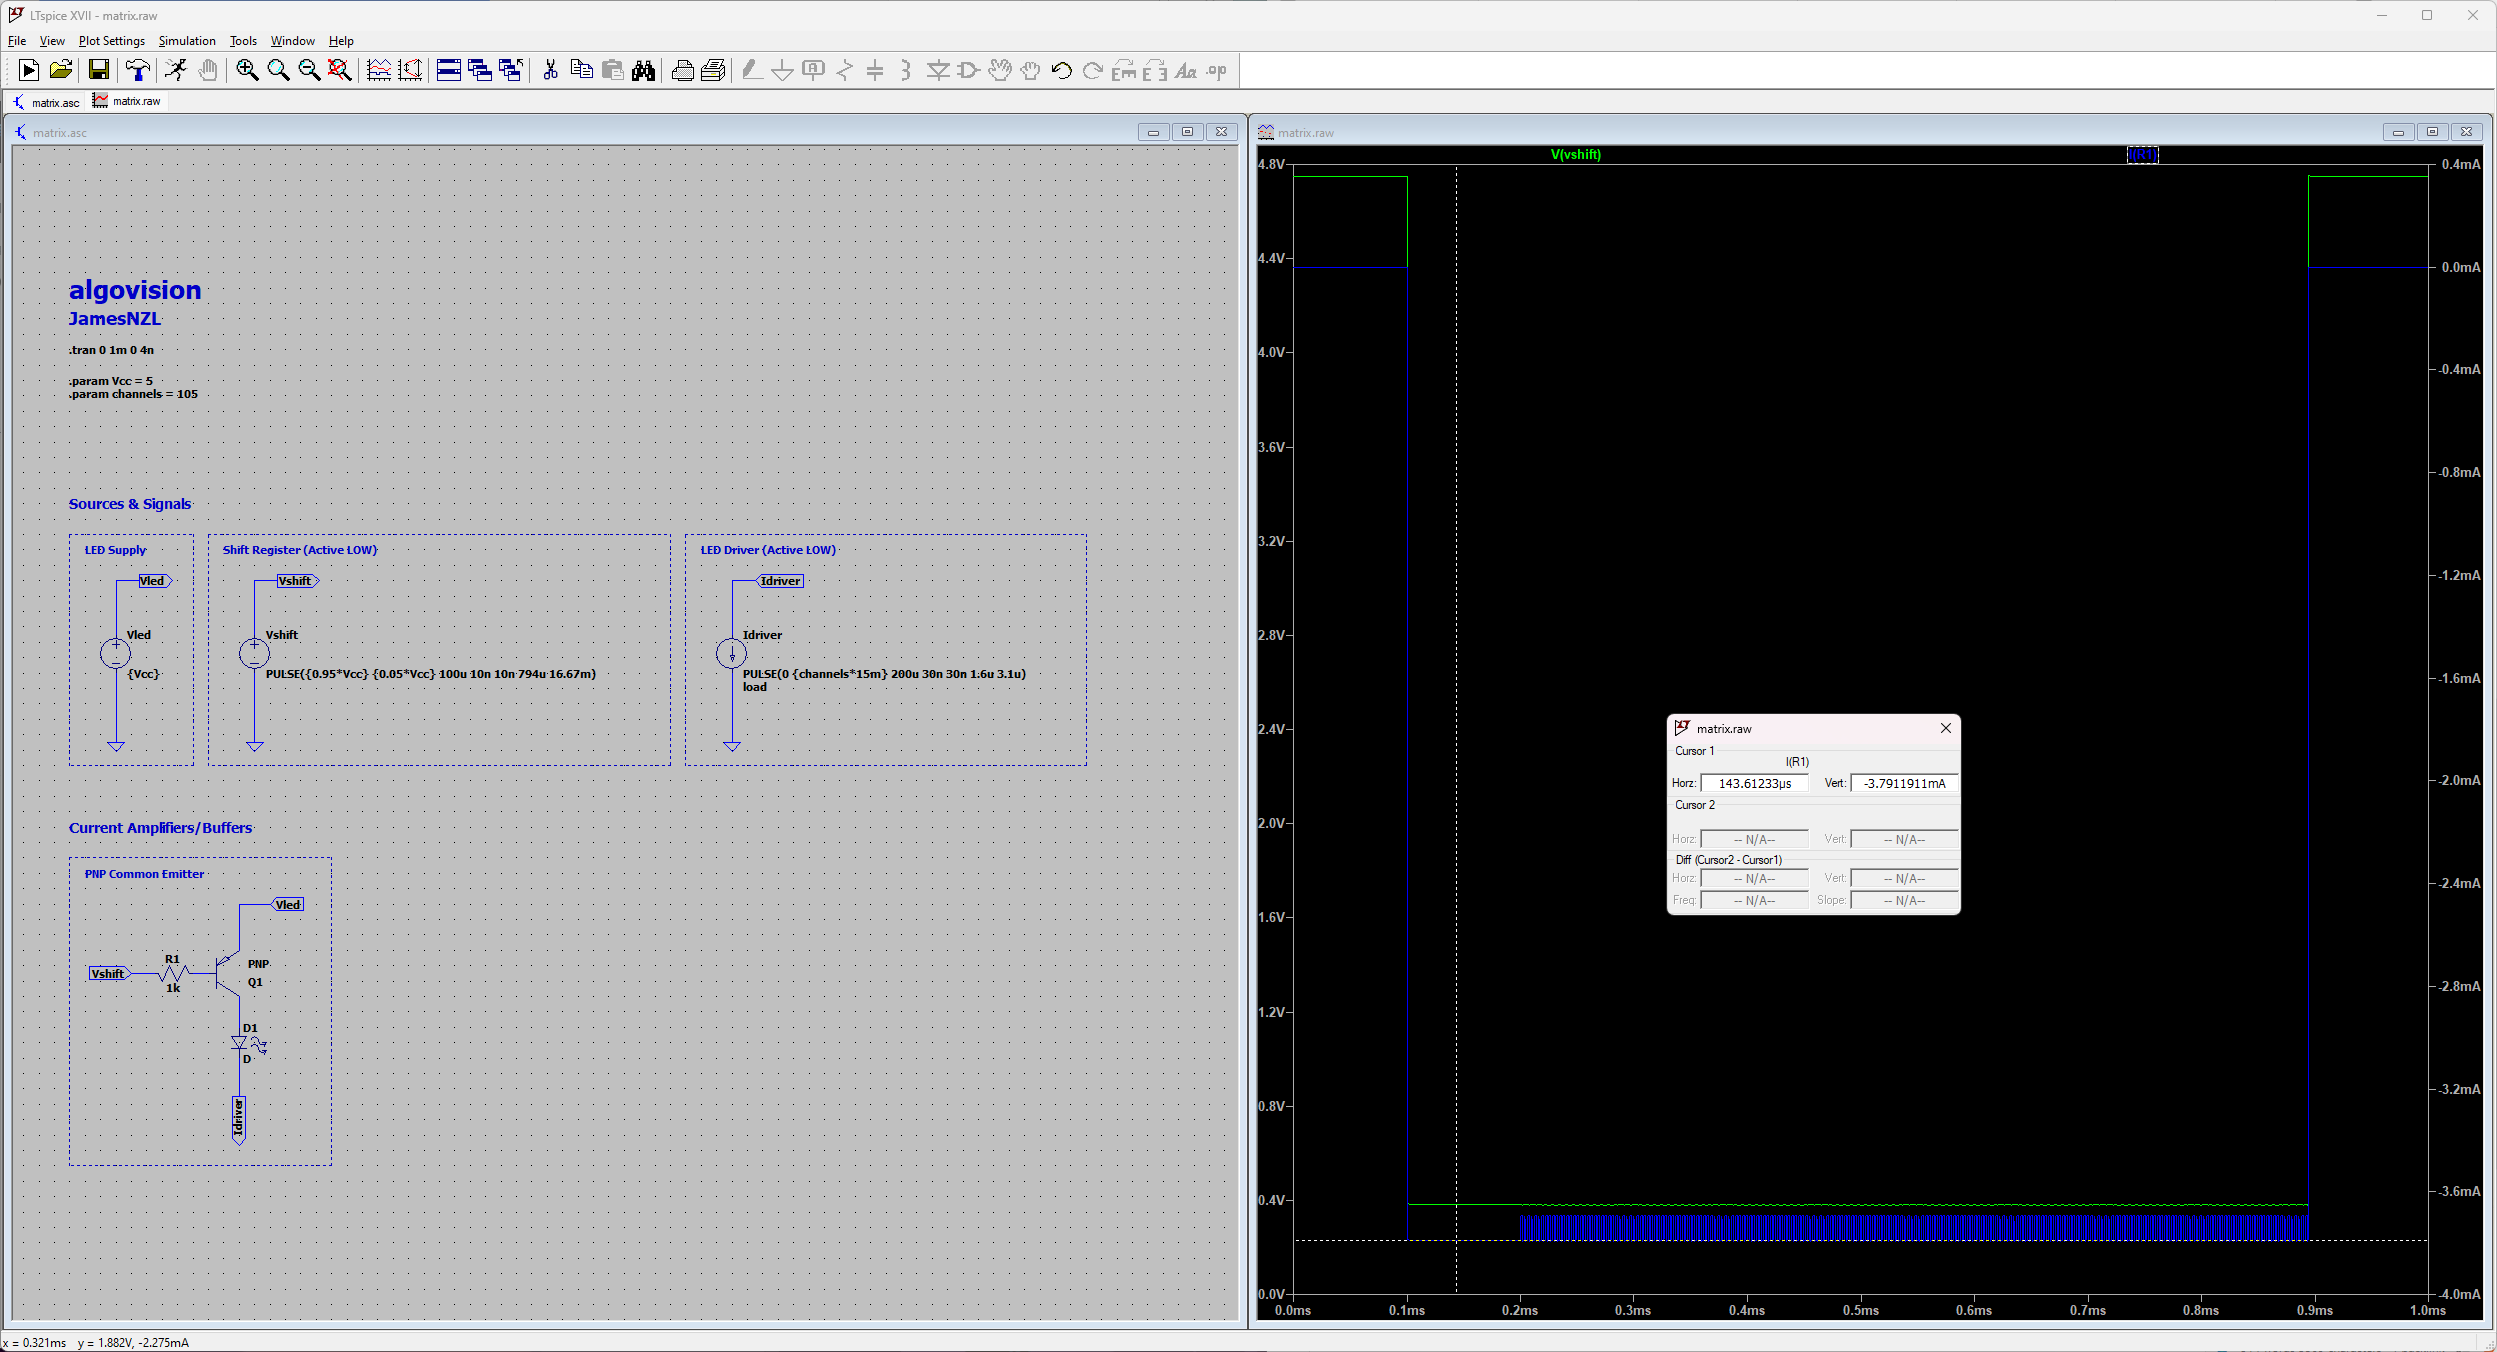 LTspice XVII - matrix.raw
File View Plot Settings Simulation Tools Window Help
matrix.asc matrix.raw
matrix.asc
algovision
JamesNZL
.tran 0 1m 0 4n
.param Vcc = 5
.param channels = 105
Sources & Signals
LED Supply
Vled
Vled
{Vcc}
Shift Register (Active LOW)
Vshift
Vshift
PULSE({0.95*Vcc} {0.05*Vcc} 100u 10n 10n 794u 16.67m)
LED Driver (Active LOW)
Idriver
Idriver
PULSE(0 {channels*15m} 200u 30n 30n 1.6u 3.1u)
load
Current Amplifiers/Buffers
PNP Common Emitter
Vled
Vshift
R1
1k
PNP
Q1
D1
D
Idriver
matrix.raw
V(vshift)
I(R1)
4.8V
4.4V
4.0V
3.6V
3.2V
2.8V
2.4V
2.0V
1.6V
1.2V
0.8V
0.4V
0.0V
0.4mA
0.0mA
-0.4mA
-0.8mA
-1.2mA
-1.6mA
-2.0mA
-2.4mA
-2.8mA
-3.2mA
-3.6mA
-4.0mA
0.0ms 0.1ms 0.2ms 0.3ms 0.4ms 0.5ms 0.6ms 0.7ms 0.8ms 0.9ms 1.0ms
matrix.raw
Cursor 1
I(R1)
Horz: 143.61233µs Vert: -3.7911911mA
Cursor 2
Horz: -- N/A-- Vert: -- N/A--
Diff (Cursor2 - Cursor1)
Horz: -- N/A-- Vert: -- N/A--
Freq: -- N/A-- Slope: -- N/A--
x = 0.321ms y = 1.882V, -2.275mA